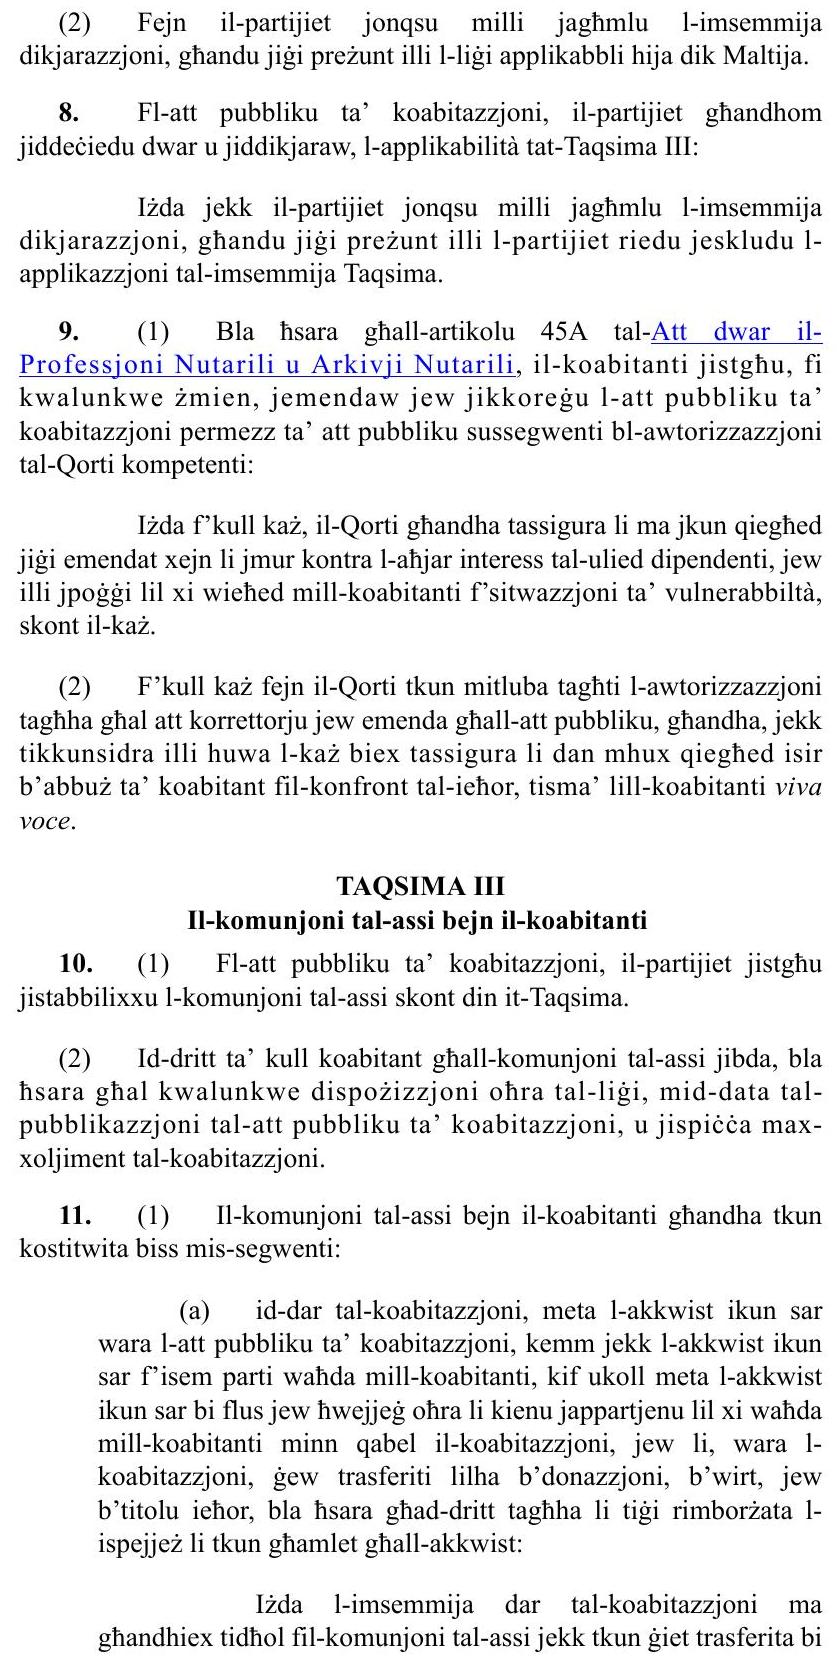 (2) Fejn il-partijiet jonqsu milli jagħmlu l-imsemmija
dikjarazzjoni, għandu jiġi preżunt illi l-liġi applikabbli hija dik Maltija.
8. Fl-att pubbliku ta’ koabitazzjoni, il-partijiet għandhom
jiddeċiedu dwar u jiddikjaraw, l-applikabilità tat-Taqsima III:
Iżda jekk il-partijiet jonqsu milli jagħmlu l-imsemmija
dikjarazzjoni, għandu jiġi preżunt illi l-partijiet riedu jeskludu l-
applikazzjoni tal-imsemmija Taqsima.
9. (1) Bla ħsara għall-artikolu 45A tal-Att dwar il-
Professjoni Nutarili u Arkivji Nutarili, il-koabitanti jistgħu, fi
kwalunkwe żmien, jemendaw jew jikkoreġu l-att pubbliku ta’
koabitazzjoni permezz ta’ att pubbliku sussegwenti bl-awtorizzazzjoni
tal-Qorti kompetenti:
Iżda f’kull każ, il-Qorti għandha tassigura li ma jkun qiegħed
jiġi emendat xejn li jmur kontra l-aħjar interess tal-ulied dipendenti, jew
illi jpoġġi lil xi wieħed mill-koabitanti f’sitwazzjoni ta’ vulnerabbiltà,
skont il-każ.
(2) F’kull każ fejn il-Qorti tkun mitluba tagħti l-awtorizzazzjoni
tagħha għal att korrettorju jew emenda għall-att pubbliku, għandha, jekk
tikkunsidra illi huwa l-każ biex tassigura li dan mhux qiegħed isir
b’abbuż ta’ koabitant fil-konfront tal-ieħor, tisma’ lill-koabitanti viva
voce.
TAQSIMA III
Il-komunjoni tal-assi bejn il-koabitanti
10. (1) Fl-att pubbliku ta’ koabitazzjoni, il-partijiet jistgħu
jistabbilixxu l-komunjoni tal-assi skont din it-Taqsima.
(2) Id-dritt ta’ kull koabitant għall-komunjoni tal-assi jibda, bla
ħsara għal kwalunkwe dispożizzjoni oħra tal-liġi, mid-data tal-
pubblikazzjoni tal-att pubbliku ta’ koabitazzjoni, u jispiċċa max-
xoljiment tal-koabitazzjoni.
11. (1) Il-komunjoni tal-assi bejn il-koabitanti għandha tkun
kostitwita biss mis-segwenti:
(a) id-dar tal-koabitazzjoni, meta l-akkwist ikun sar
wara l-att pubbliku ta’ koabitazzjoni, kemm jekk l-akkwist ikun
sar f’isem parti waħda mill-koabitanti, kif ukoll meta l-akkwist
ikun sar bi flus jew ħwejjeġ oħra li kienu jappartjenu lil xi waħda
mill-koabitanti minn qabel il-koabitazzjoni, jew li, wara l-
koabitazzjoni, ġew trasferiti lilha b’donazzjoni, b’wirt, jew
b’titolu ieħor, bla ħsara għad-dritt tagħha li tiġi rimborżata l-
ispejjeż li tkun għamlet għall-akkwist:
Iżda l-imsemmija dar tal-koabitazzjoni ma
għandhiex tidħol fil-komunjoni tal-assi jekk tkun ġiet trasferita bi